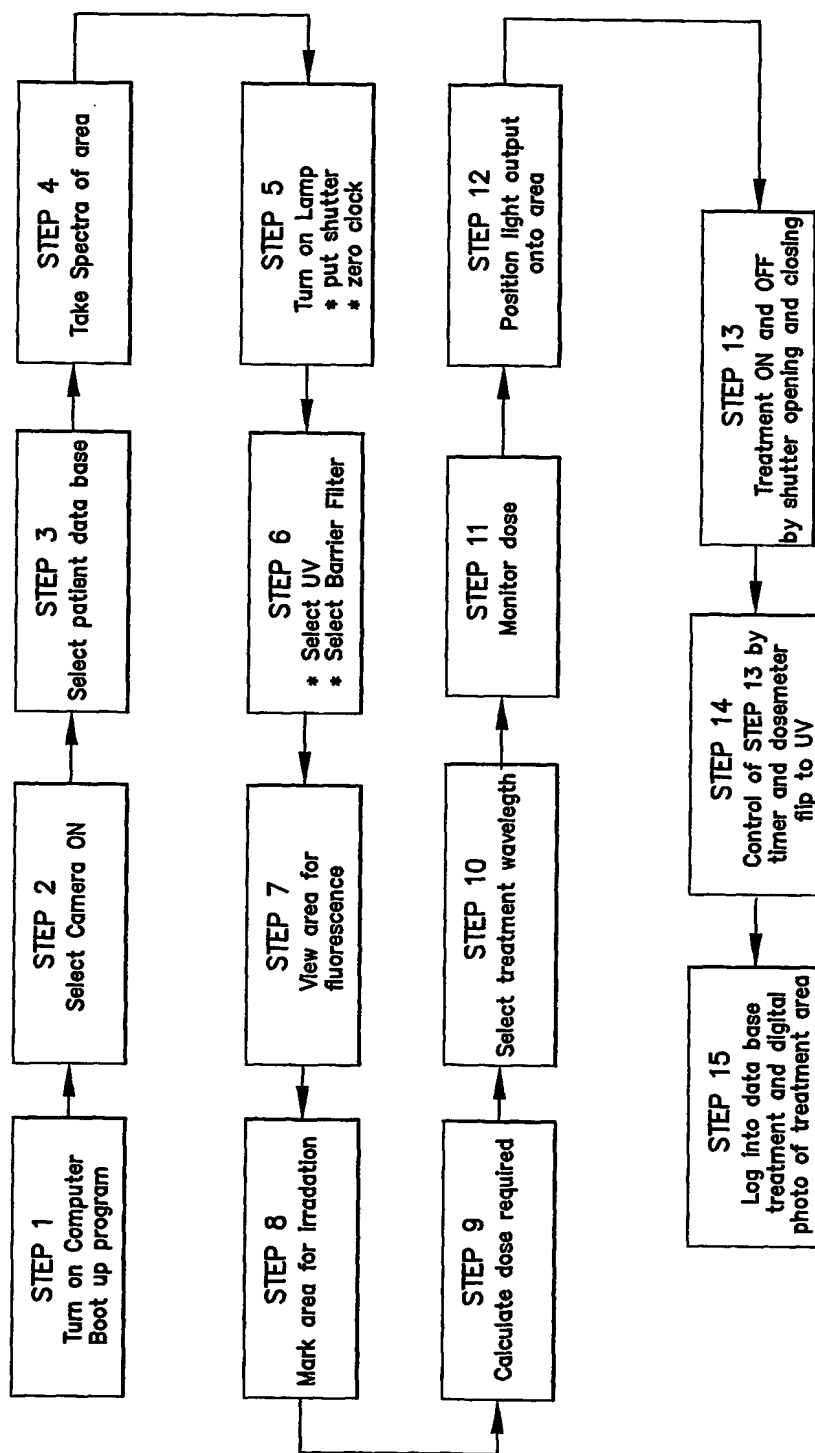 STEP 1
Turn on Computer
Boot up program
STEP 2
Select Camera ON
STEP 3
Select patient data base
STEP 4
Take Spectra of area
STEP 5
Turn on Lamp
* put shutter
* zero clock
STEP 6
* Select UV
* Select Barrier Filter
STEP 7
View area for
fluorescence
STEP 8
Mark area for irradation
STEP 9
Calculate dose required
STEP 10
Select treatment wavelegth
STEP 11
Monitor dose
STEP 12
Position light output
onto area
STEP 13
Treatment ON and OFF
by shutter opening and closing
STEP 14
Control of STEP 13 by
timer and dosemeter
flip to UV
STEP 15
Log into data base
treatment and digital
photo of treatment area